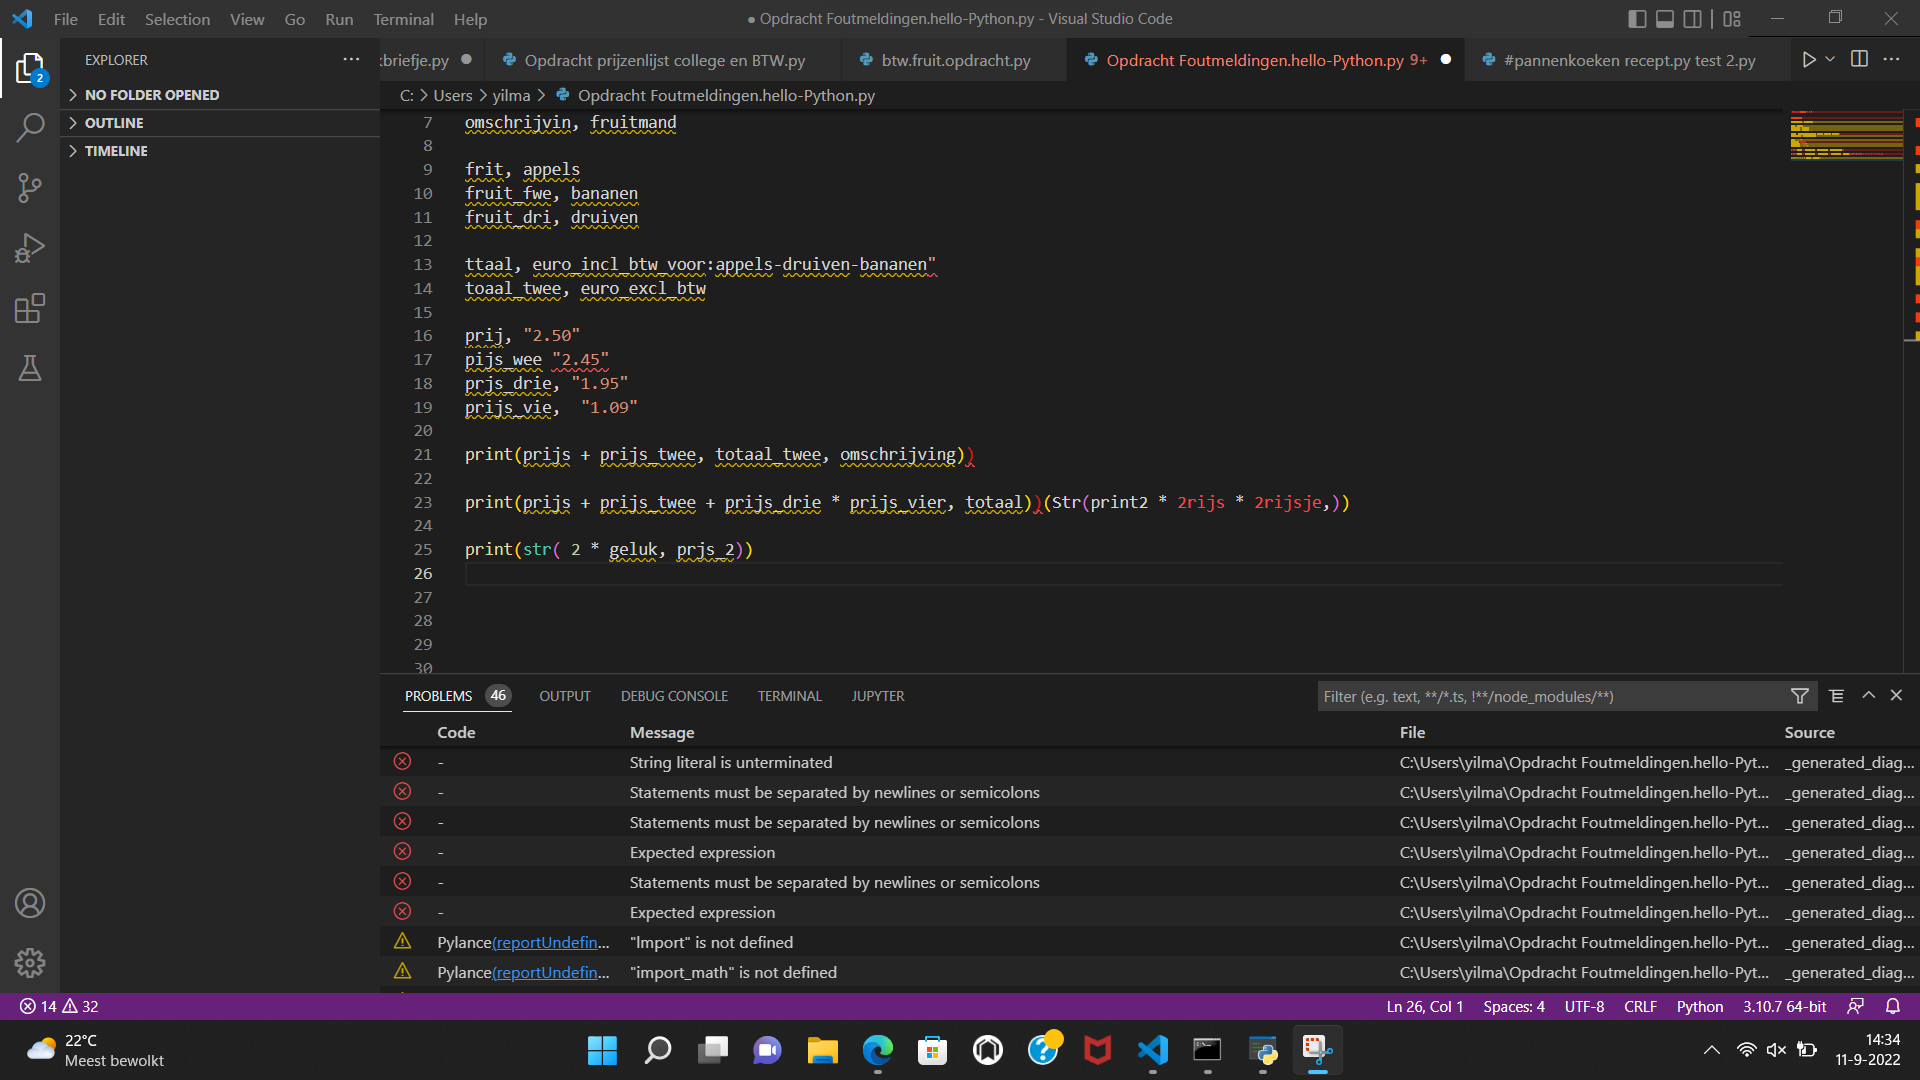 File Edit Selection View Go Run Terminal Help
● Opdracht Foutmeldingen.hello-Python.py - Visual Studio Code
EXPLORER ···
kbriefje.py
Opdracht prijzenlijst college en BTW.py
btw.fruit.opdracht.py
Opdracht Foutmeldingen.hello-Python.py 9+
#pannenkoeken recept.py test 2.py
2
NO FOLDER OPENED
OUTLINE
TIMELINE
C: > Users > yilma > Opdracht Foutmeldingen.hello-Python.py
7 omschrijvin, fruitmand
8
9 frit, appels
10 fruit_fwe, bananen
11 fruit_dri, druiven
12
13 ttaal, euro_incl_btw_voor:appels-druiven-bananen"
14 toaal_twee, euro_excl_btw
15
16 prij, "2.50"
17 pijs_wee "2.45"
18 prjs_drie, "1.95"
19 prijs_vie,  "1.09"
20
21 print(prijs + prijs_twee, totaal_twee, omschrijving))
22
23 print(prijs + prijs_twee + prijs_drie * prijs_vier, totaal))(Str(print2 * 2rijs * 2rijsje,))
24
25 print(str( 2 * geluk, prjs_2))
26
27
28
29
30
PROBLEMS 46 OUTPUT DEBUG CONSOLE TERMINAL JUPYTER
Filter (e.g. text, **/*.ts, !**/node_modules/**)
Code Message File Source
- String literal is unterminated C:\Users\yilma\Opdracht Foutmeldingen.hello-Pyt... _generated_diag...
- Statements must be separated by newlines or semicolons C:\Users\yilma\Opdracht Foutmeldingen.hello-Pyt... _generated_diag...
- Statements must be separated by newlines or semicolons C:\Users\yilma\Opdracht Foutmeldingen.hello-Pyt... _generated_diag...
- Expected expression C:\Users\yilma\Opdracht Foutmeldingen.hello-Pyt... _generated_diag...
- Statements must be separated by newlines or semicolons C:\Users\yilma\Opdracht Foutmeldingen.hello-Pyt... _generated_diag...
- Expected expression C:\Users\yilma\Opdracht Foutmeldingen.hello-Pyt... _generated_diag...
Pylance(reportUndefin... "lmport" is not defined C:\Users\yilma\Opdracht Foutmeldingen.hello-Pyt... _generated_diag...
Pylance(reportUndefin... "import_math" is not defined C:\Users\yilma\Opdracht Foutmeldingen.hello-Pyt... _generated_diag...
14 32
Ln 26, Col 1 Spaces: 4 UTF-8 CRLF Python 3.10.7 64-bit
22°C
Meest bewolkt
14:34
11-9-2022